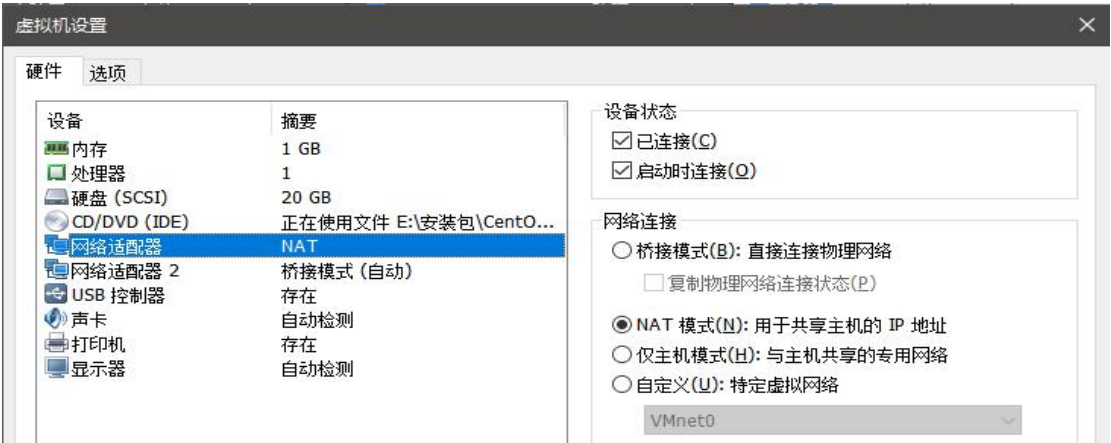 虚拟机设置
硬件 选项
设备 摘要
内存 1 GB
处理器 1
硬盘 (SCSI) 20 GB
CD/DVD (IDE) 正在使用文件 E:\安装包\CentO...
网络适配器 NAT
网络适配器 2 桥接模式 (自动)
USB 控制器 存在
声卡 自动检测
打印机 存在
显示器 自动检测
设备状态
已连接(C)
启动时连接(O)
网络连接
桥接模式(B): 直接连接物理网络
复制物理网络连接状态(P)
NAT 模式(N): 用于共享主机的 IP 地址
仅主机模式(H): 与主机共享的专用网络
自定义(U): 特定虚拟网络
VMnet0